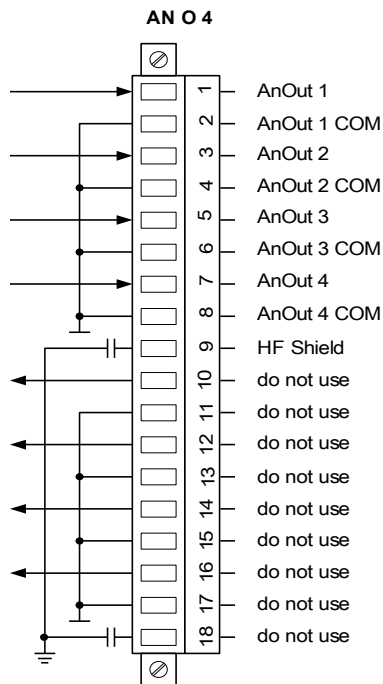 AN O 4
1 AnOut 1
2 AnOut 1 COM
3 AnOut 2
4 AnOut 2 COM
5 AnOut 3
6 AnOut 3 COM
7 AnOut 4
8 AnOut 4 COM
9 HF Shield
10 do not use
11 do not use
12 do not use
13 do not use
14 do not use
15 do not use
16 do not use
17 do not use
18 do not use